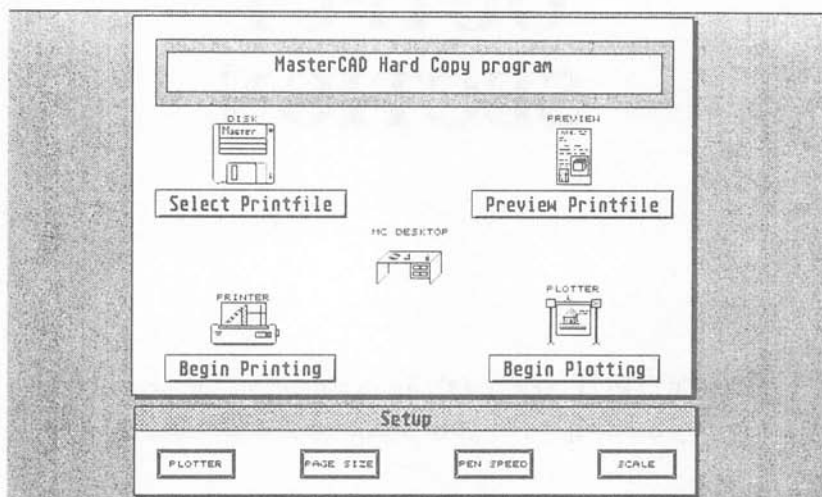 MasterCAD Hard Copy program
DISK
Master
PREVIEW
Select Printfile
Preview Printfile
MC DESKTOP
PRINTER
PLOTTER
Begin Printing
Begin Plotting
Setup
PLOTTER
PAGE SIZE
PEN SPEED
SCALE